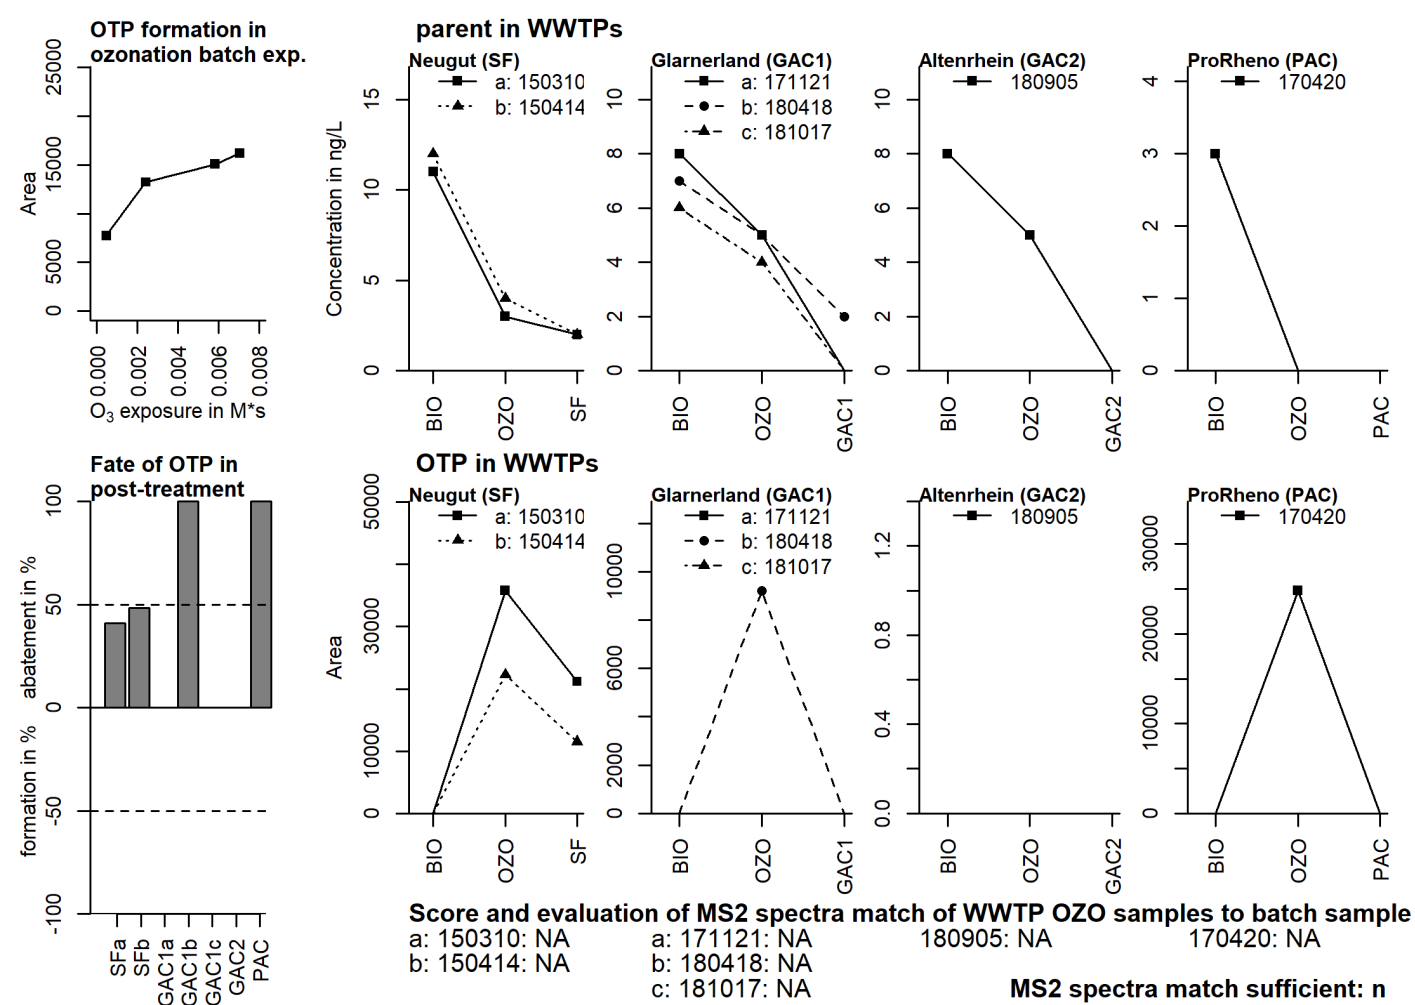 OTP formation in
ozonation batch exp.
25000
15000
5000
0
Area
0.000
0.002
0.004
0.006
0.008
O3 exposure in M*s
parent in WWTPs
Neugut (SF)
a: 150310
b: 150414
15
10
5
0
Concentration in ng/L
BIO
OZO
SF
Glarnerland (GAC1)
a: 171121
b: 180418
c: 181017
10
8
6
4
2
0
BIO
OZO
GAC1
Altenrhein (GAC2)
180905
10
8
6
4
2
0
BIO
OZO
GAC2
ProRheno (PAC)
170420
4
3
2
1
0
BIO
OZO
PAC
Fate of OTP in
post-treatment
100
50
0
-50
-100
abatement in %
formation in %
SFa
SFb
GAC1a
GAC1b
GAC1c
GAC2
PAC
OTP in WWTPs
Neugut (SF)
a: 150310
b: 150414
50000
30000
10000
0
Area
BIO
OZO
SF
Glarnerland (GAC1)
a: 171121
b: 180418
c: 181017
10000
6000
2000
0
BIO
OZO
GAC1
Altenrhein (GAC2)
180905
1.2
0.8
0.4
0.0
BIO
OZO
GAC2
ProRheno (PAC)
170420
30000
20000
10000
0
BIO
OZO
PAC
Score and evaluation of MS2 spectra match of WWTP OZO samples to batch sample
a: 150310: NA
b: 150414: NA
a: 171121: NA
b: 180418: NA
c: 181017: NA
180905: NA
170420: NA
MS2 spectra match sufficient: n